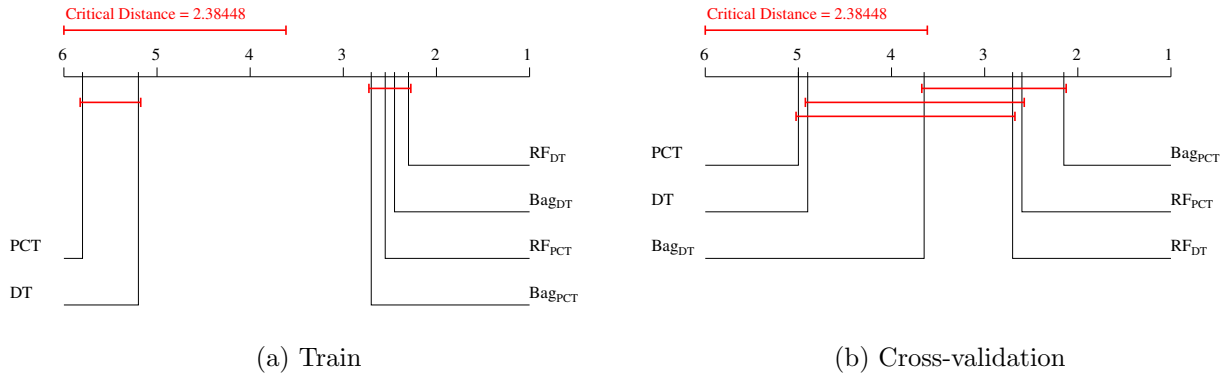 Critical Distance = 2.38448
6 5 4 3 2 1
RF_DT
Bag_DT
PCT RF_PCT
DT Bag_PCT
(a) Train
Critical Distance = 2.38448
6 5 4 3 2 1
PCT Bag_PCT
DT RF_PCT
Bag_DT RF_DT
(b) Cross-validation